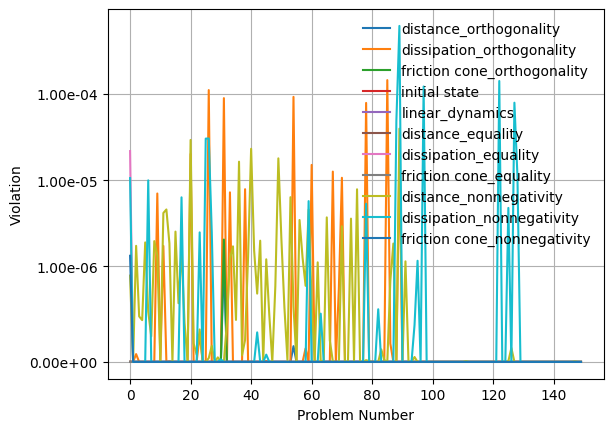 distance_orthogonality
dissipation_orthogonality
friction cone_orthogonality
initial state
linear_dynamics
distance_equality
dissipation_equality
friction cone_equality
distance_nonnegativity
dissipation_nonnegativity
friction cone_nonnegativity
1.00e-04
1.00e-05
1.00e-06
0.00e+00
Violation
0 20 40 60 80 100 120 140
Problem Number